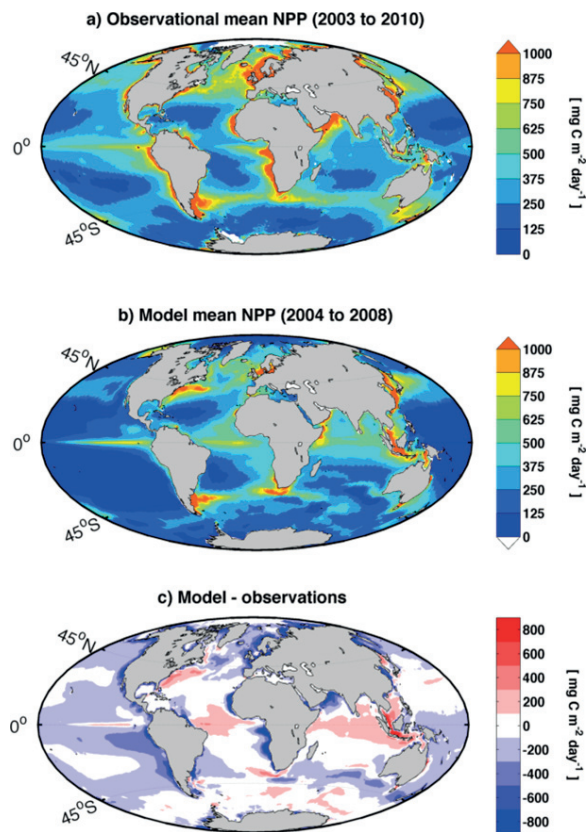 a) Observational mean NPP (2003 to 2010)
45°N
0°
45°S
1000
875
750
625
500
375
250
125
0
[ mg C m-2 day-1 ]
b) Model mean NPP (2004 to 2008)
45°N
0°
45°S
1000
875
750
625
500
375
250
125
0
[ mg C m-2 day-1 ]
c) Model - observations
45°N
0°
45°S
800
600
400
200
0
-200
-400
-600
-800
[ mg C m-2 day-1 ]